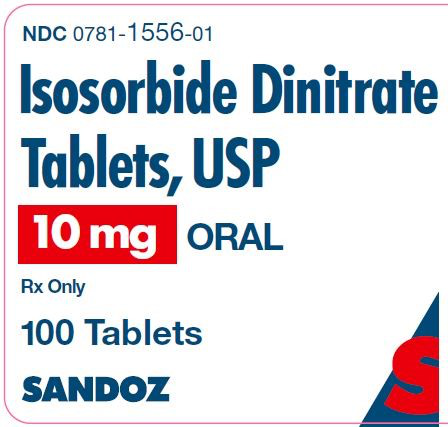 NDC 0781-1556-01
Isosorbide Dinitrate
Tablets, USP
10 mg ORAL
Rx Only
100 Tablets
SANDOZ
S